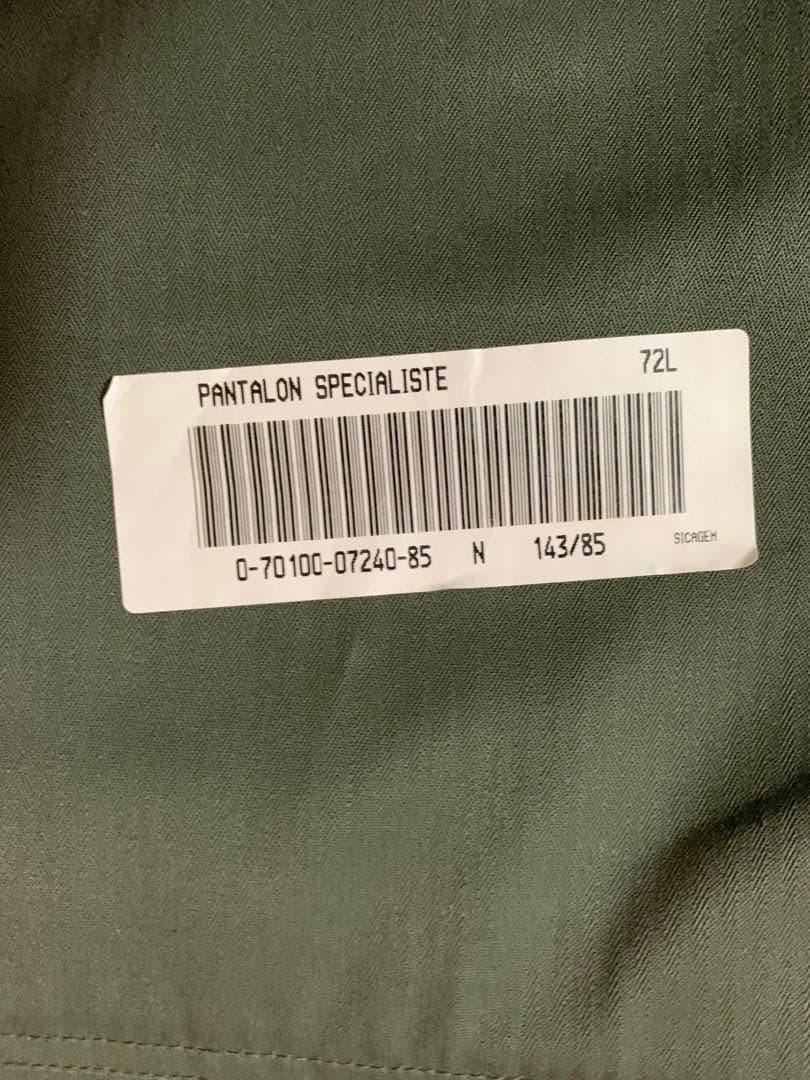 PANTALON SPECIALISTE 72L
0-70100-07240-85 N 143/85 SICAGEM